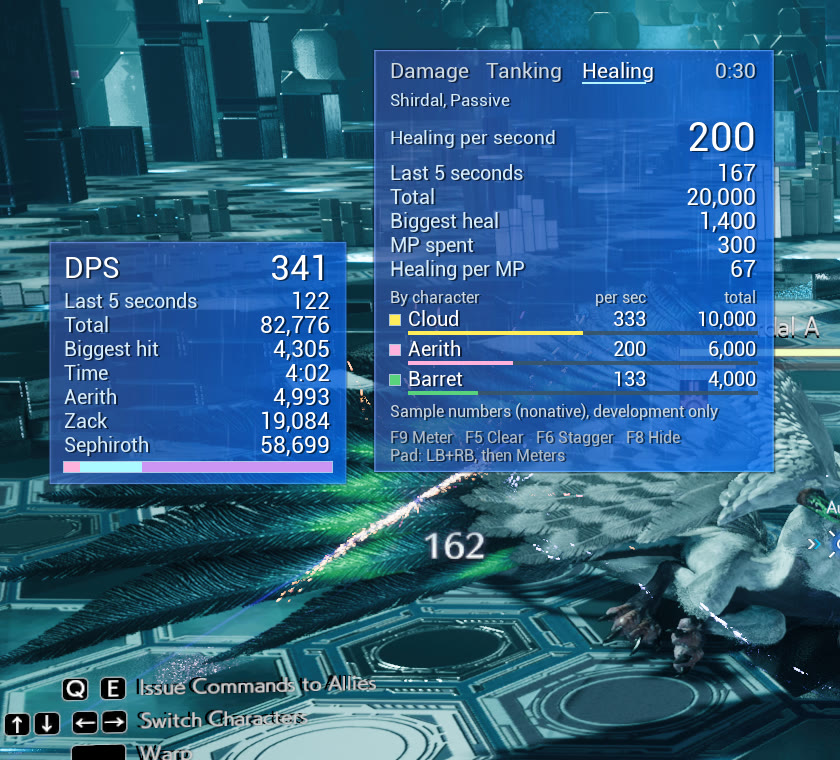 Damage Tanking Healing 0:30
Shirdal, Passive
Healing per second 200
Last 5 seconds 167
Total 20,000
Biggest heal 1,400
MP spent 300
Healing per MP 67
By character per sec total
Cloud 333 10,000
Aerith 200 6,000
Barret 133 4,000
Sample numbers (nonative), development only
F9 Meter F5 Clear F6 Stagger F8 Hide
Pad: LB+RB, then Meters
DPS 341
Last 5 seconds 122
Total 82,776
Biggest hit 4,305
Time 4:02
Aerith 4,993
Zack 19,084
Sephiroth 58,699
al A
162
Q E Issue Commands to Allies
↑ ↓ ← → Switch Characters
Warp